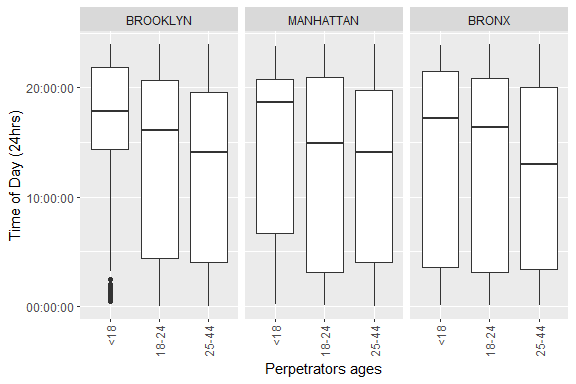 BROOKLYN MANHATTAN BRONX
Time of Day (24hrs)
20:00:00
10:00:00
00:00:00
<18 18-24 25-44 <18 18-24 25-44 <18 18-24 25-44
Perpetrators ages